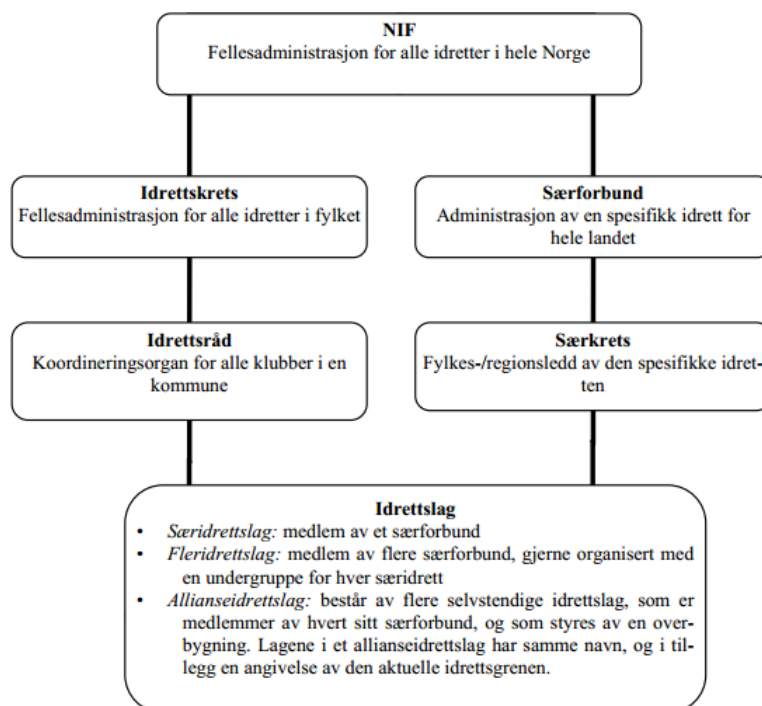 NIF
Fellesadministrasjon for alle idretter i hele Norge
Idrettskrets
Fellesadministrasjon for alle idretter i fylket
Særforbund
Administrasjon av en spesifikk idrett for
hele landet
Idrettsråd
Koordineringsorgan for alle klubber i en
kommune
Særkrets
Fylkes-/regionsledd av den spesifikke idret-
ten
Idrettslag
• Særidrettslag: medlem av et særforbund
• Fleridrettslag: medlem av flere særforbund, gjerne organisert med
en undergruppe for hver særidrett
• Allianseidrettslag: består av flere selvstendige idrettslag, som er
medlemmer av hvert sitt særforbund, og som styres av en over-
bygning. Lagene i et allianseidrettslag har samme navn, og i til-
legg en angivelse av den aktuelle idrettsgrenen.